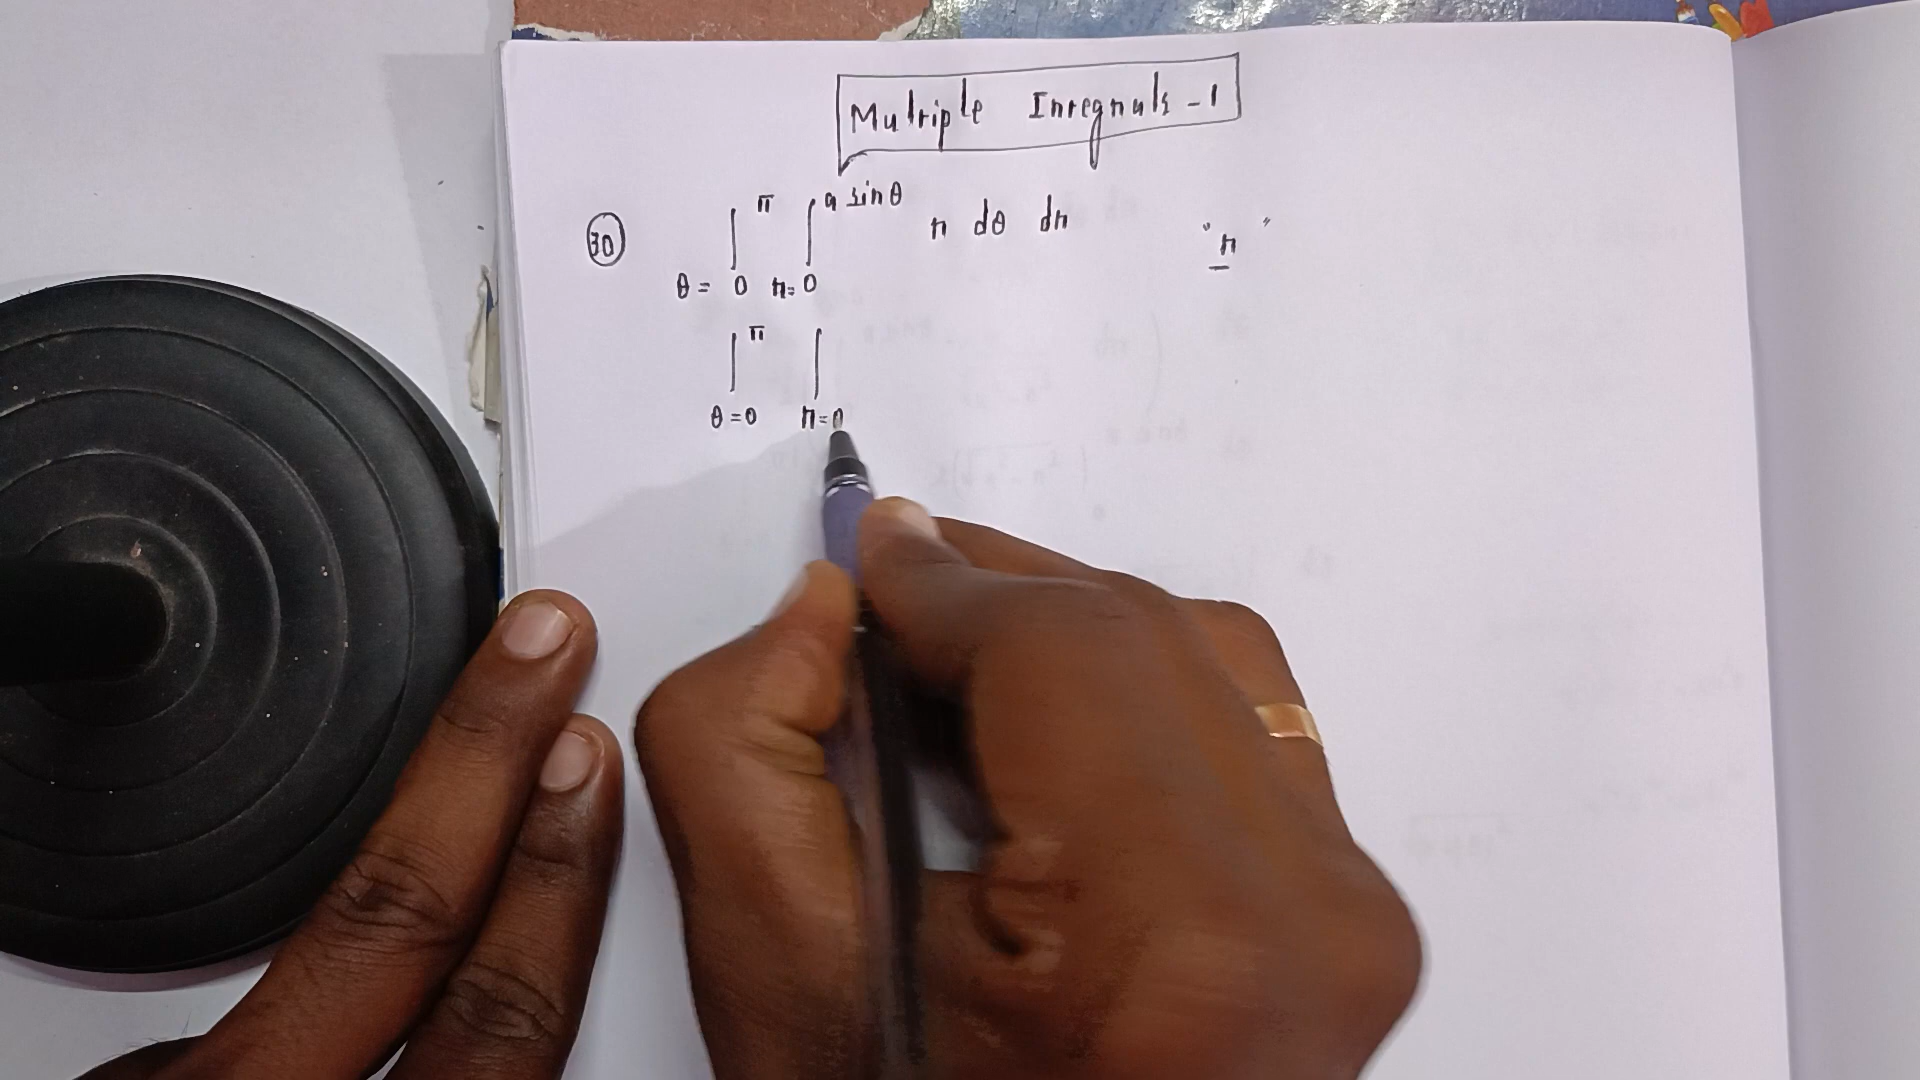 Multiple Integrals - 1
30 ∫ π ∫ a sinθ r dθ dr "r"
θ = 0 r = 0
∫ π ∫
θ = 0 r = 0